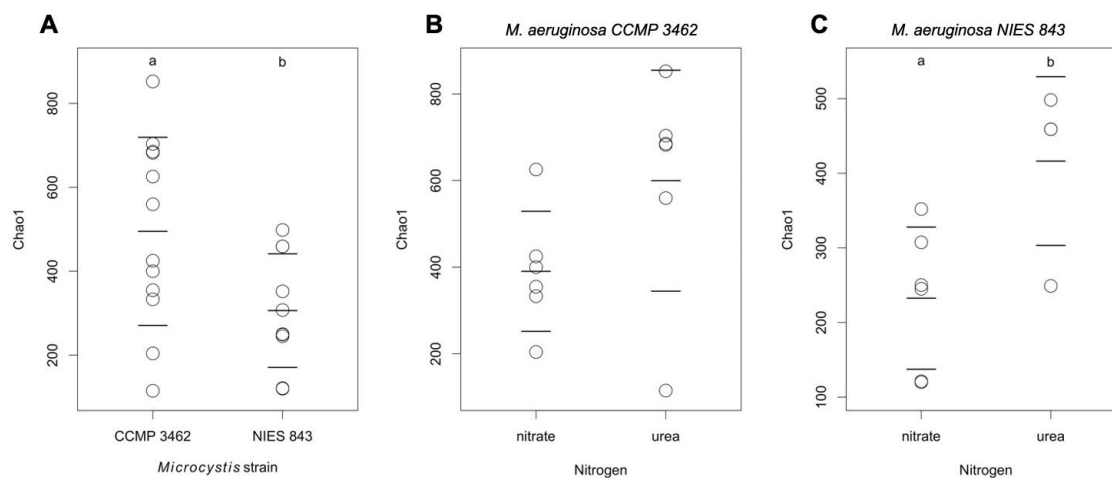 A
a
b
800
600
400
200
Chao1
CCMP 3462
NIES 843
Microcystis strain
B
M. aeruginosa CCMP 3462
800
600
400
200
Chao1
nitrate
urea
Nitrogen
C
M. aeruginosa NIES 843
a
b
500
400
300
200
100
Chao1
nitrate
urea
Nitrogen